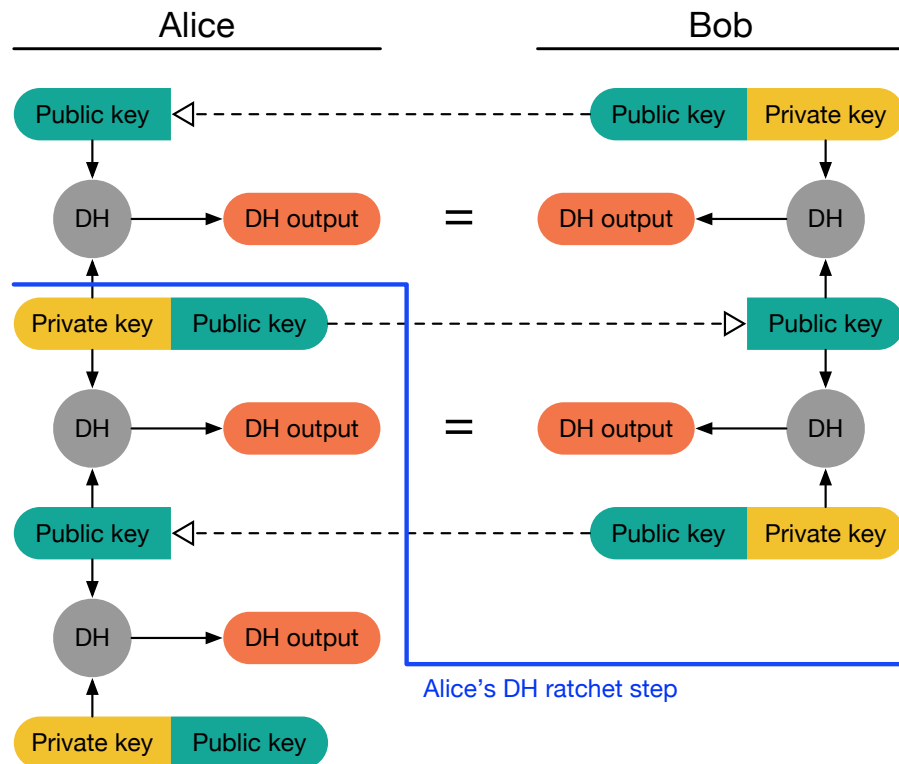 Alice Bob
Public key Public key Private key
DH DH output = DH output DH
Private key Public key Public key
DH DH output = DH output DH
Public key Public key Private key
DH DH output
Alice's DH ratchet step
Private key Public key